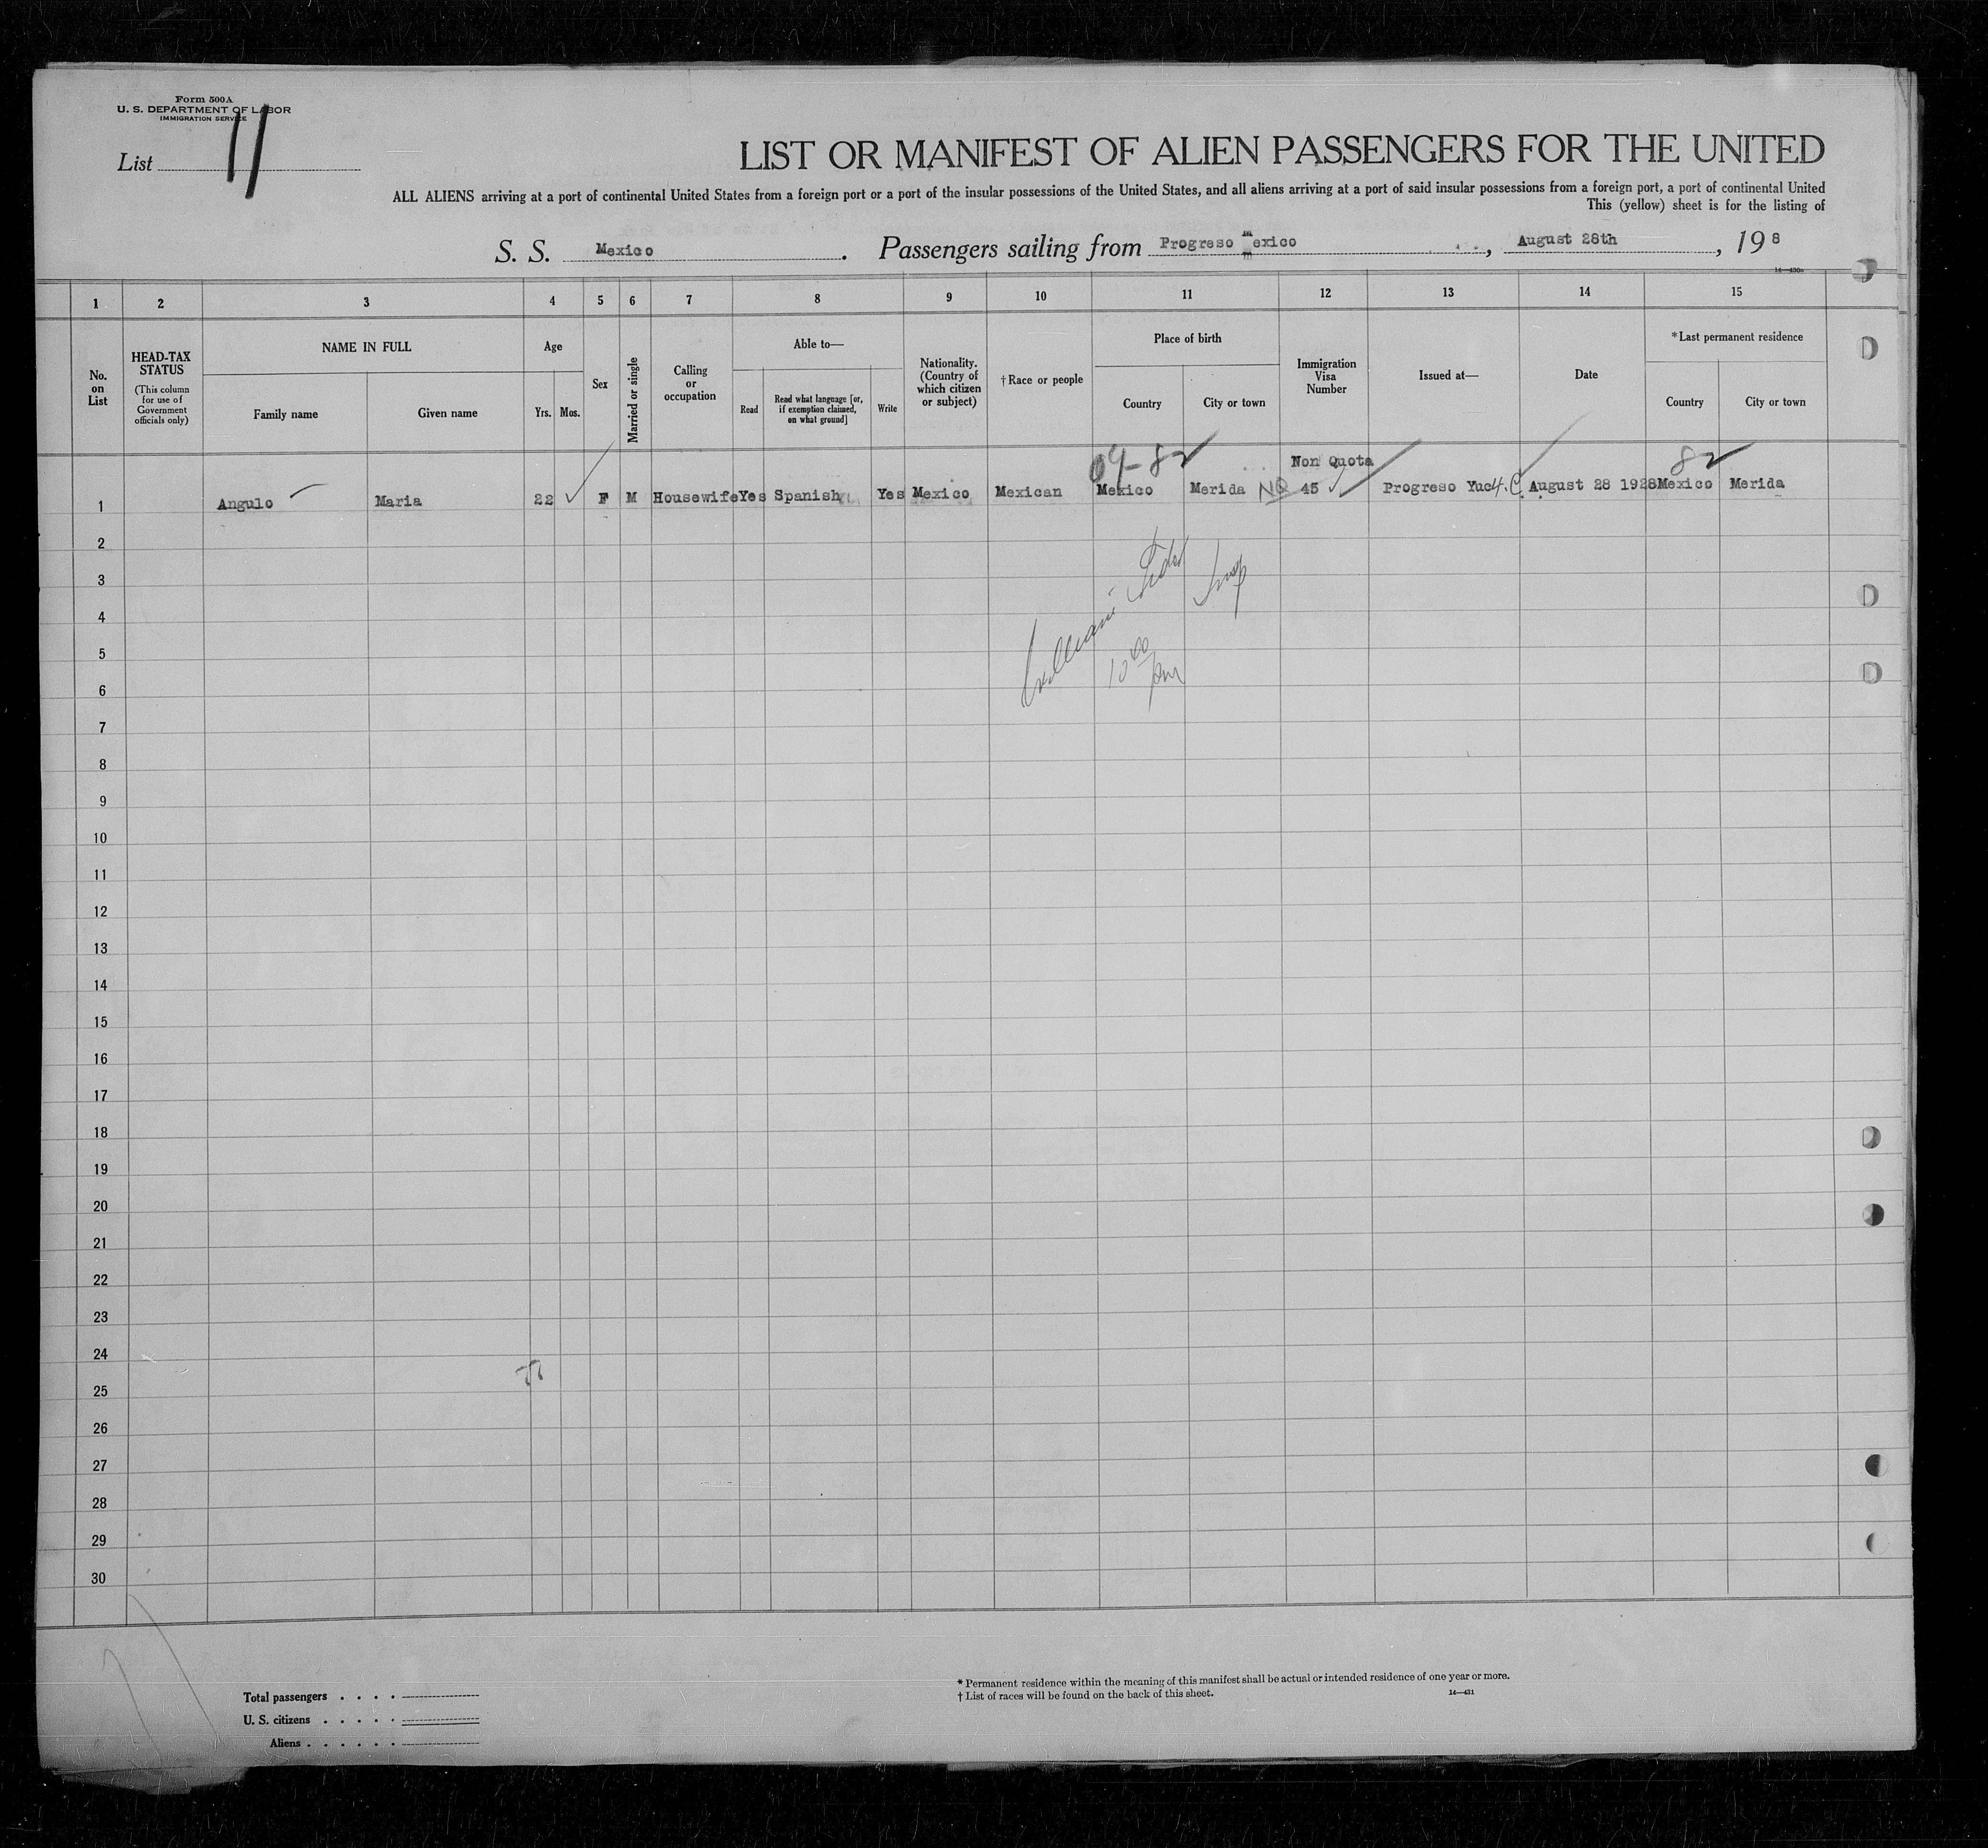 Form 500A
U. S. DEPARTMENT OF LABOR
IMMIGRATION SERVICE
List 11
LIST OR MANIFEST OF ALIEN PASSENGERS FOR THE UNITED
ALL ALIENS arriving at a port of continental United States from a foreign port or a port of the insular possessions of the United States, and all aliens arriving at a port of said insular possessions from a foreign port, a port of continental United
This (yellow) sheet is for the listing of
S. S. Mexico. Passengers sailing from Progreso mexico, August 28th, 19 8
1 2 3 4 5 6 7 8 9 10 11 12 13 14 15
No. on List
HEAD-TAX STATUS
(This column for use of Government officials only)
NAME IN FULL
Family name
Given name
Age
Yrs. Mos.
Sex
Married or single
Calling or occupation
Able to—
Read
Read what language [or, if exemption claimed, on what ground]
Write
Nationality. (Country of which citizen or subject)
†Race or people
Place of birth
Country
City or town
Immigration Visa Number
Issued at—
Date
*Last permanent residence
Country
City or town
09-82 Non Quota 82
1 Angulo Maria 22 F M Housewife Yes Spanish Yes Mexico Mexican Mexico Merida NQ 45 Progreso Yuc August 28 1928 Mexico Merida
2
3
4
5
6
7
8
9
10
11
12
13
14
15
16
17
18
19
20
21
22
23
24
25
26
27
28
29
30
Total passengers . . . .
U. S. citizens . . . . .
Aliens . . . . . .
* Permanent residence within the meaning of this manifest shall be actual or intended residence of one year or more.
† List of races will be found on the back of this sheet.
14—431